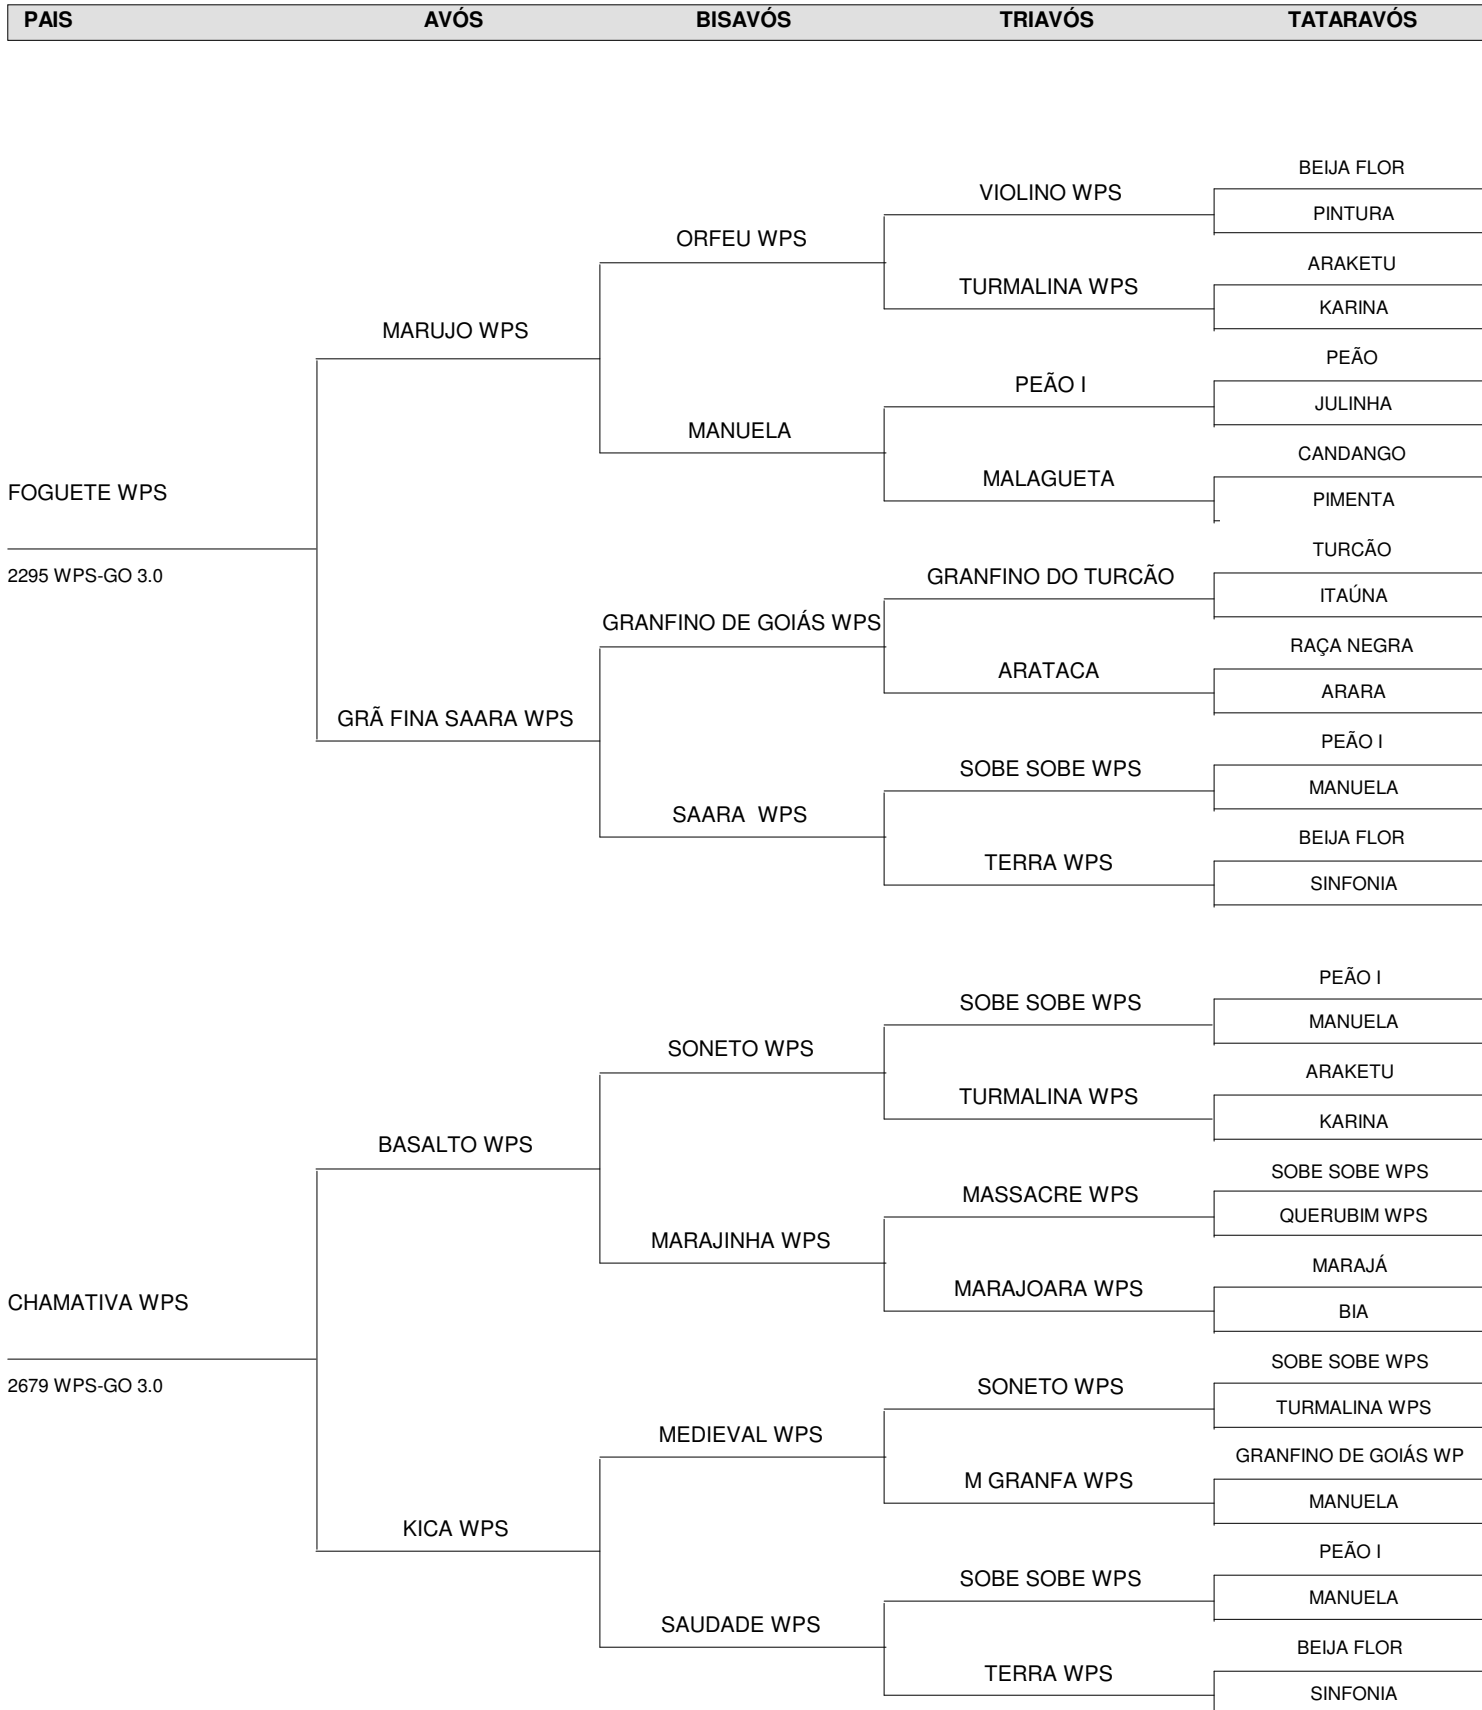 PAIS AVÓS BISAVÓS TRIAVÓS TATARAVÓS
BEIJA FLOR
VIOLINO WPS
PINTURA
ORFEU WPS
ARAKETU
TURMALINA WPS
KARINA
MARUJO WPS
PEÃO
PEÃO I
JULINHA
MANUELA
CANDANGO
MALAGUETA
PIMENTA
FOGUETE WPS
TURCÃO
2295 WPS-GO 3.0
GRANFINO DO TURCÃO
ITAÚNA
GRANFINO DE GOIÁS WPS
RAÇA NEGRA
ARATACA
ARARA
GRÃ FINA SAARA WPS
PEÃO I
SOBE SOBE WPS
MANUELA
SAARA WPS
BEIJA FLOR
TERRA WPS
SINFONIA
PEÃO I
SOBE SOBE WPS
MANUELA
SONETO WPS
ARAKETU
TURMALINA WPS
KARINA
BASALTO WPS
SOBE SOBE WPS
MASSACRE WPS
QUERUBIM WPS
MARAJINHA WPS
MARAJÁ
MARAJOARA WPS
BIA
CHAMATIVA WPS
SOBE SOBE WPS
2679 WPS-GO 3.0
SONETO WPS
TURMALINA WPS
MEDIEVAL WPS
GRANFINO DE GOIÁS WP
M GRANFA WPS
MANUELA
KICA WPS
PEÃO I
SOBE SOBE WPS
MANUELA
SAUDADE WPS
BEIJA FLOR
TERRA WPS
SINFONIA